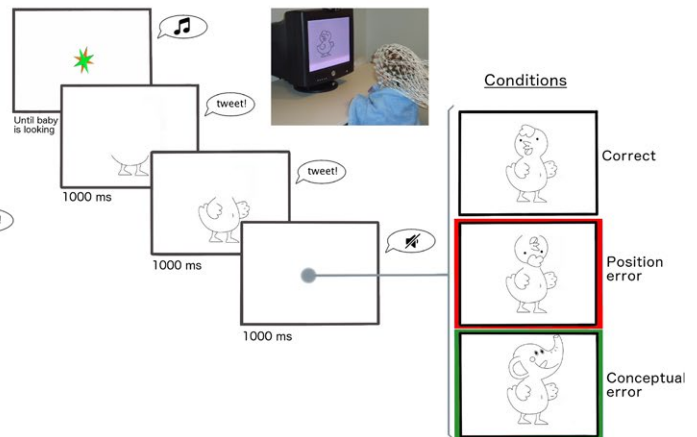 Until baby
is looking
tweet!
1000 ms
tweet!
1000 ms
1000 ms
Conditions
Correct
Position
error
Conceptual
error